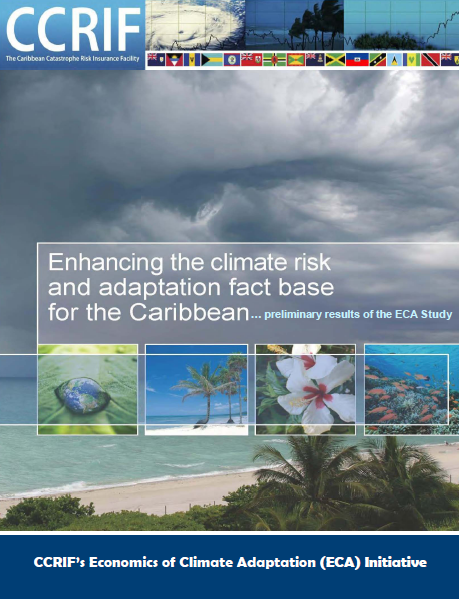 CCRIF
The Caribbean Catastrophe Risk Insurance Facility
Enhancing the climate risk
and adaptation fact base
for the Caribbean... preliminary results of the ECA Study
CCRIF's Economics of Climate Adaptation (ECA) Initiative